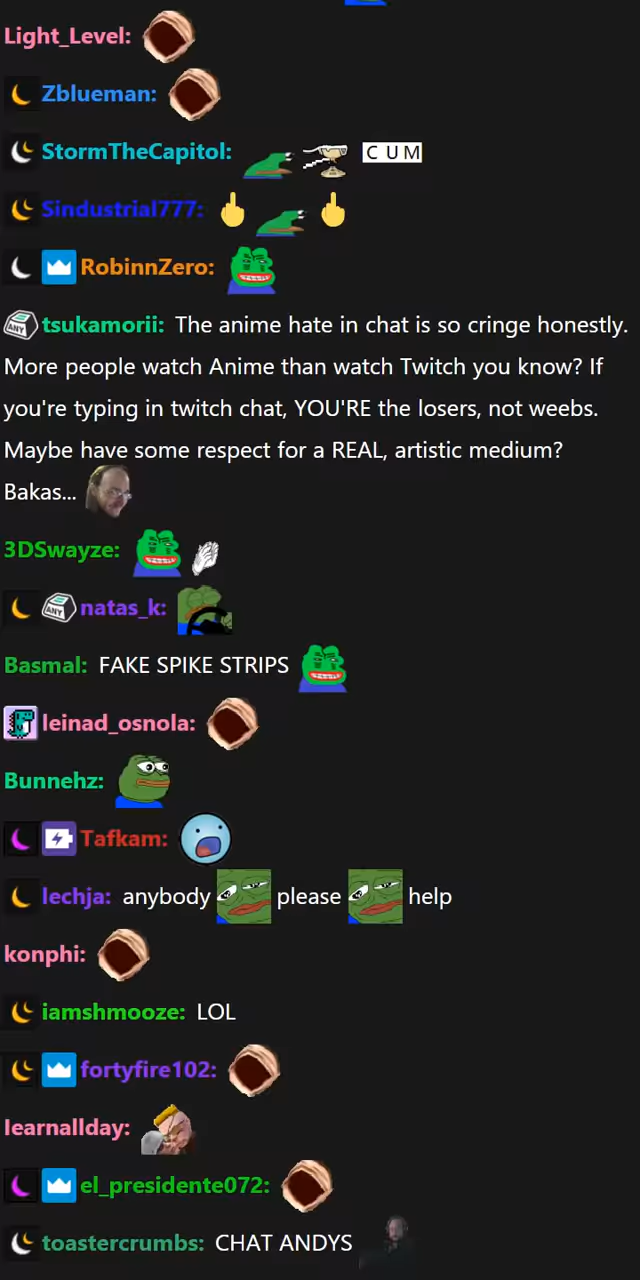 Light_Level:
Zblueman:
StormTheCapitol: CUM
Sindustrial777:
RobinnZero:
ANY tsukamorii: The anime hate in chat is so cringe honestly.
More people watch Anime than watch Twitch you know? If
you're typing in twitch chat, YOU'RE the losers, not weebs.
Maybe have some respect for a REAL, artistic medium?
Bakas...
3DSwayze:
ANY natas_k:
Basmal: FAKE SPIKE STRIPS
leinad_osnola:
Bunnehz:
Tafkam:
lechja: anybody please help
konphi:
iamshmooze: LOL
fortyfire102:
learnallday:
el_presidente072:
toastercrumbs: CHAT ANDYS